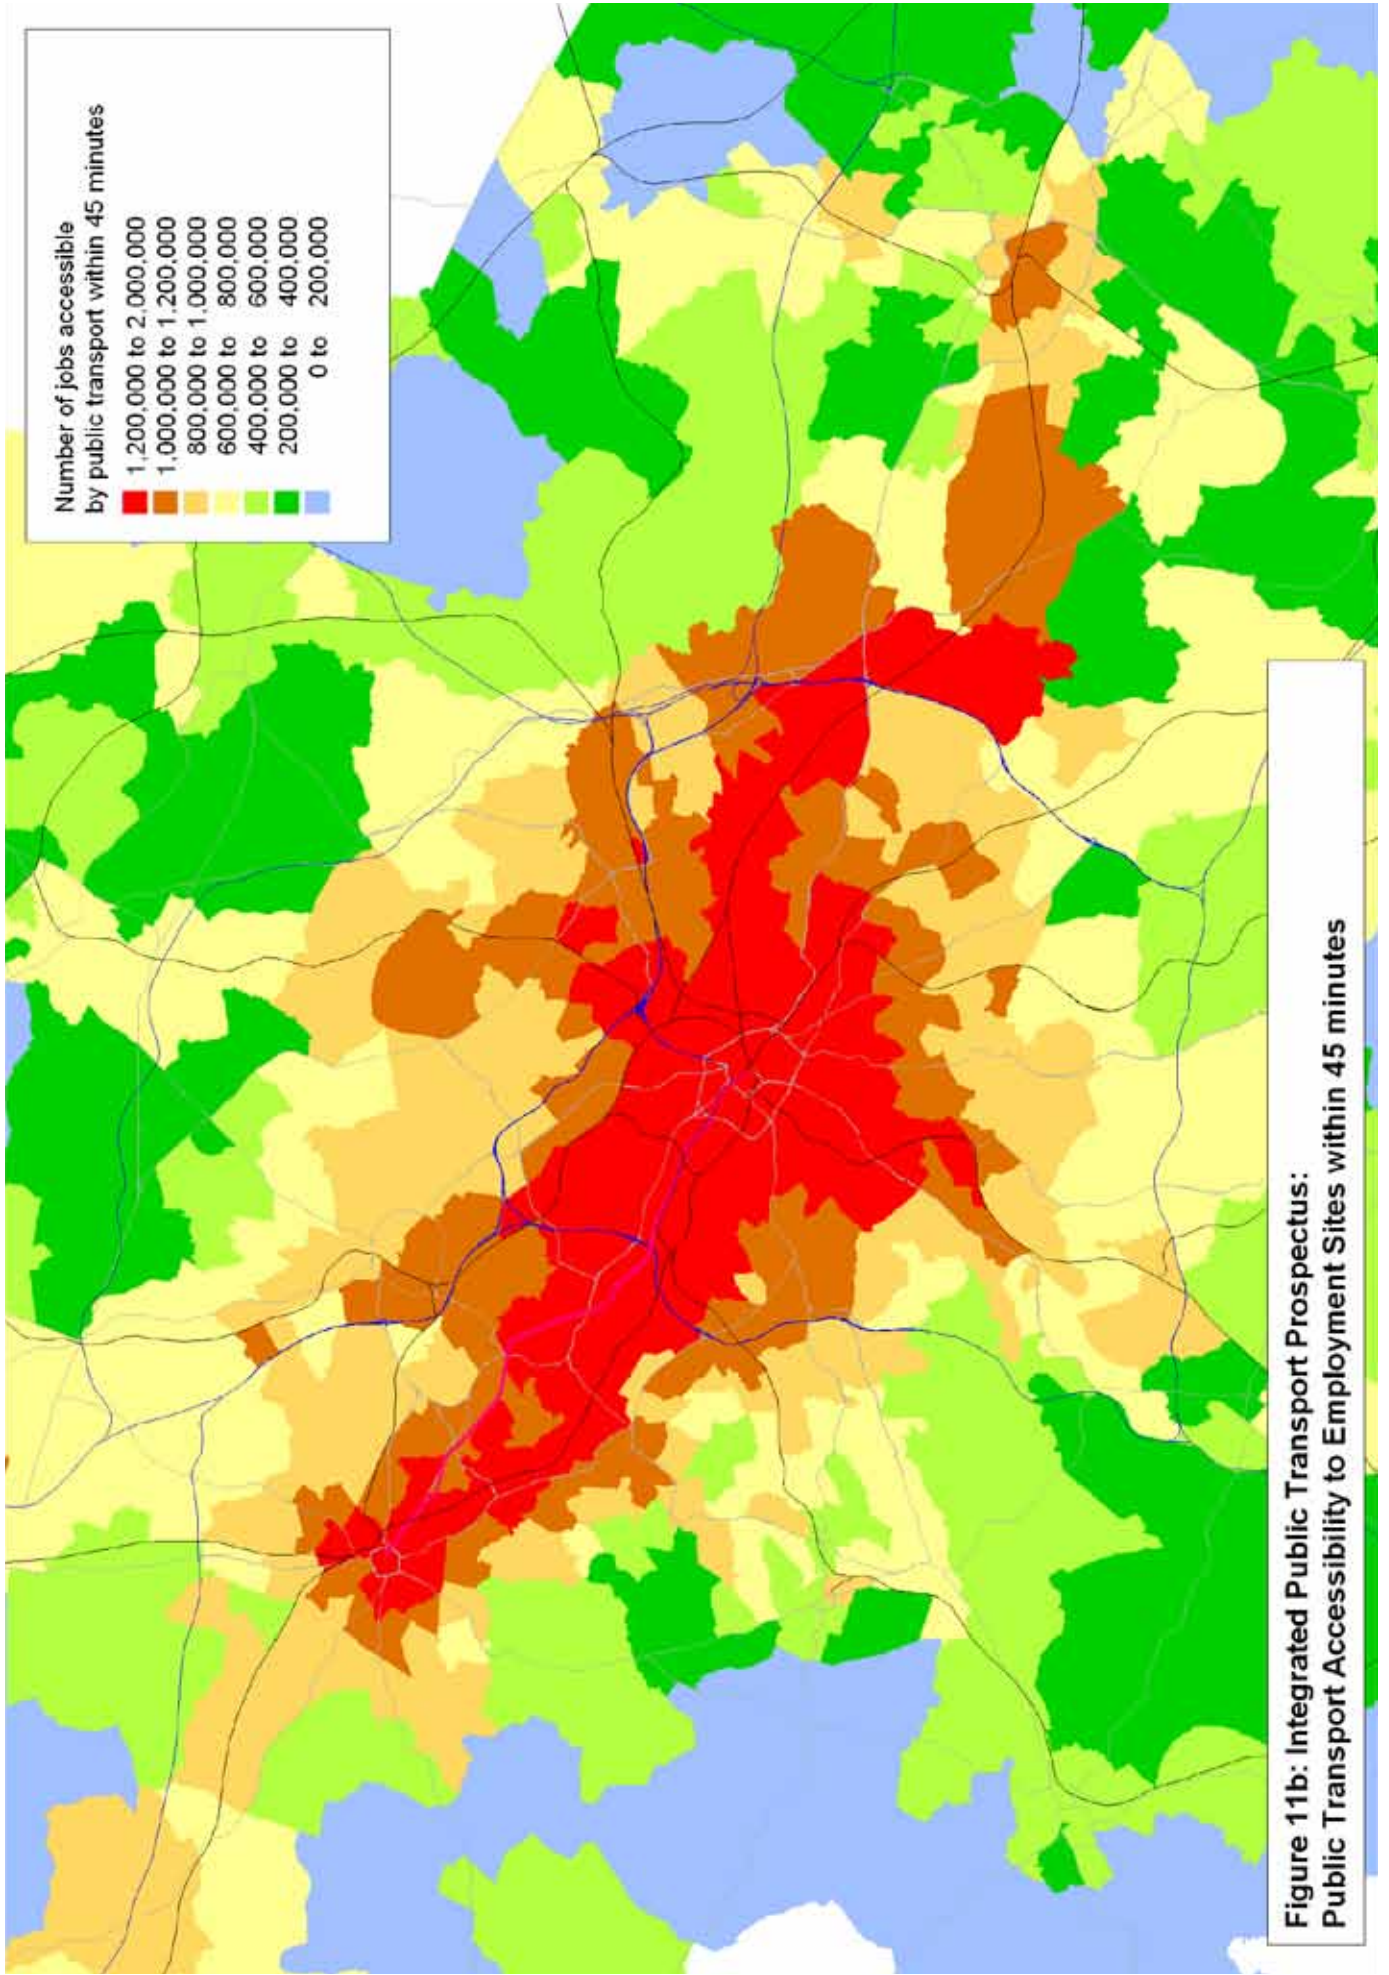 Number of jobs accessible
by public transport within 45 minutes
1,200,000 to 2,000,000
1,000,000 to 1,200,000
800,000 to 1,000,000
600,000 to 800,000
400,000 to 600,000
200,000 to 400,000
0 to 200,000
Figure 11b: Integrated Public Transport Prospectus:
Public Transport Accessibility to Employment Sites within 45 minutes